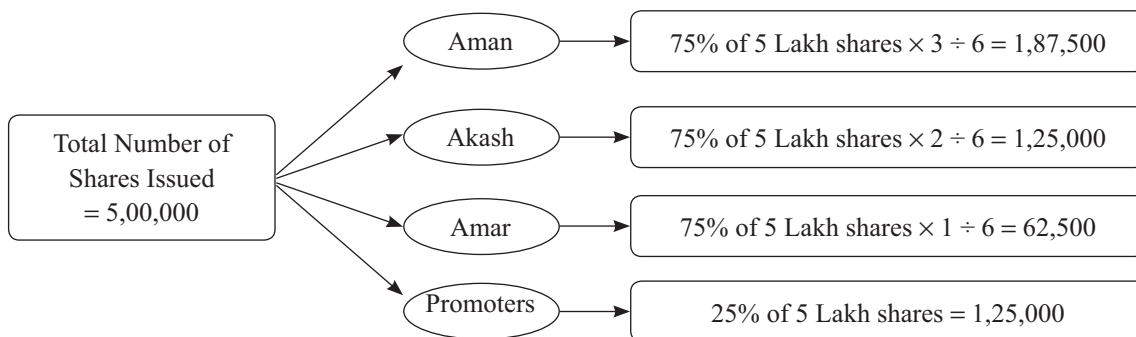 Total Number of
Shares Issued
= 5,00,000
Aman
75% of 5 Lakh shares × 3 ÷ 6 = 1,87,500
Akash
75% of 5 Lakh shares × 2 ÷ 6 = 1,25,000
Amar
75% of 5 Lakh shares × 1 ÷ 6 = 62,500
Promoters
25% of 5 Lakh shares = 1,25,000